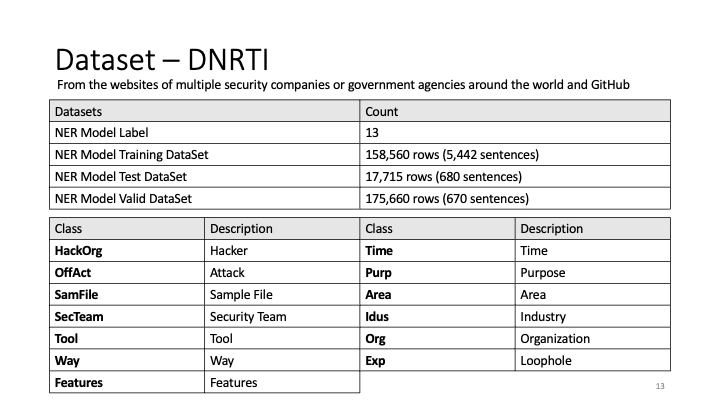 Dataset – DNRTI
From the websites of multiple security companies or government agencies around the world and GitHub
Datasets Count
NER Model Label 13
NER Model Training DataSet 158,560 rows (5,442 sentences)
NER Model Test DataSet 17,715 rows (680 sentences)
NER Model Valid DataSet 175,660 rows (670 sentences)
Class Description Class Description
HackOrg Hacker Time Time
OffAct Attack Purp Purpose
SamFile Sample File Area Area
SecTeam Security Team Idus Industry
Tool Tool Org Organization
Way Way Exp Loophole
Features Features
13